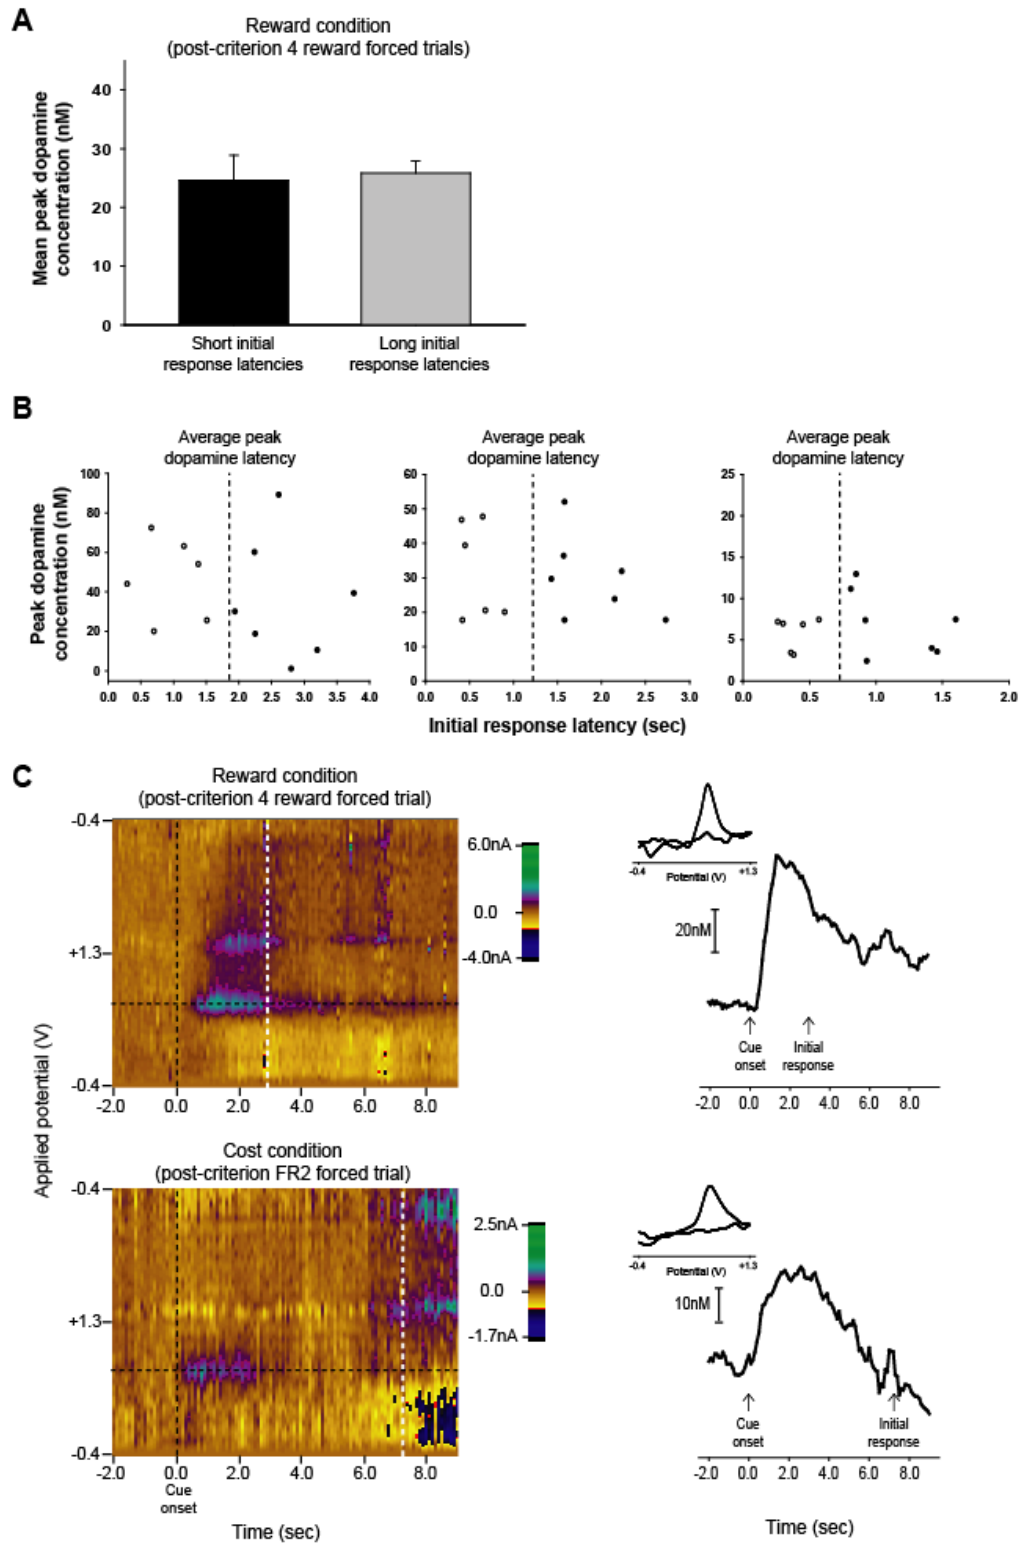 A
Reward condition
(post-criterion 4 reward forced trials)
Mean peak dopamine
concentration (nM)
40
30
20
10
0
Short initial
response latencies
Long initial
response latencies
B
Average peak
dopamine latency
Average peak
dopamine latency
Average peak
dopamine latency
Peak dopamine
concentration (nM)
100
80
60
40
20
0
0.0 0.5 1.0 1.5 2.0 2.5 3.0 3.5 4.0
60
50
40
30
20
10
0
0.0 0.5 1.0 1.5 2.0 2.5 3.0
25
20
15
10
5
0
0.0 0.5 1.0 1.5 2.0
Initial response latency (sec)
C
Reward condition
(post-criterion 4 reward forced trial)
Applied potential (V)
-0.4
+1.3
-0.4
-2.0 0.0 2.0 4.0 6.0 8.0
6.0nA
0.0
-4.0nA
-0.4 +1.3
Potential (V)
20nM
Cue
onset
Initial
response
-2.0 0.0 2.0 4.0 6.0 8.0
Cost condition
(post-criterion FR2 forced trial)
-0.4
+1.3
-0.4
-2.0 0.0 2.0 4.0 6.0 8.0
Cue
onset
Time (sec)
2.5nA
0.0
-1.7nA
-0.4 +1.3
Potential (V)
10nM
Cue
onset
Initial
response
-2.0 0.0 2.0 4.0 6.0 8.0
Time (sec)